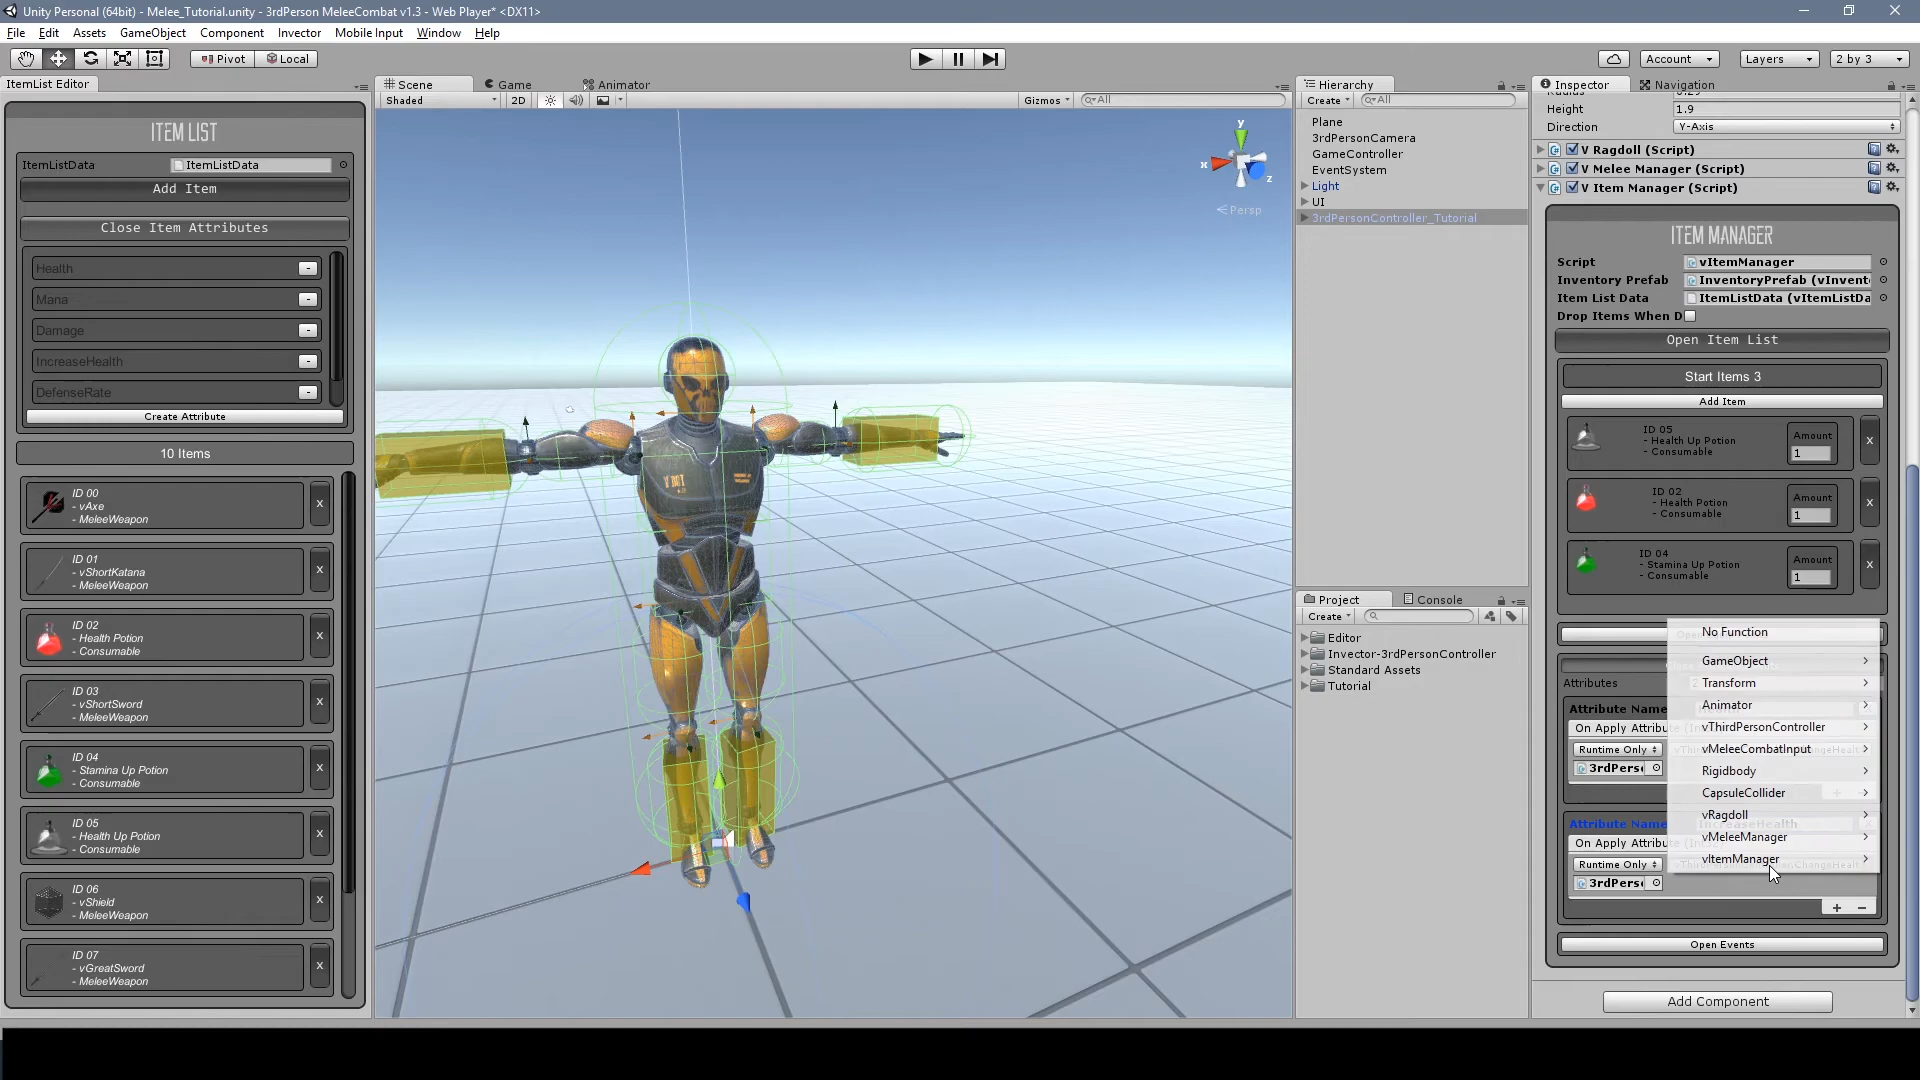 Unity Personal (64bit) - Melee_Tutorial.unity - 3rdPerson MeleeCombat v1.3 - Web Player* <DX11>
File Edit Assets GameObject Component Invector Mobile Input Window Help
Pivot Local Account Layers 2 by 3
ItemList Editor
ITEM LIST
ItemListData ItemListData
Add Item
Close Item Attributes
Health -
Mana -
Damage -
IncreaseHealth -
DefenseRate -
Create Attribute
10 Items
ID 00
- vAxe
- MeleeWeapon
X
ID 01
- vShortKatana
- MeleeWeapon
X
ID 02
- Health Potion
- Consumable
X
ID 03
- vShortSword
- MeleeWeapon
X
ID 04
- Stamina Up Potion
- Consumable
X
ID 05
- Health Up Potion
- Consumable
X
ID 06
- vShield
- MeleeWeapon
X
ID 07
- vGreatSword
- MeleeWeapon
X
Scene Game Animator
Shaded 2D Gizmos All
y
x
z
Persp
Hierarchy
Create All
Plane
3rdPersonCamera
GameController
EventSystem
Light
UI
3rdPersonController_Tutorial
Project Console
Create
Editor
Invector-3rdPersonController
Standard Assets
Tutorial
Inspector Navigation
Height 1.9
Direction Y-Axis
V Ragdoll (Script)
V Melee Manager (Script)
V Item Manager (Script)
ITEM MANAGER
Script vItemManager
Inventory Prefab InventoryPrefab (vInvent
Item List Data ItemListData (vItemListDa
Drop Items When D
Open Item List
Start Items 3
Add Item
ID 05
- Health Up Potion
- Consumable
Amount
1
X
ID 02
- Health Potion
- Consumable
Amount
1
X
ID 04
- Stamina Up Potion
- Consumable
Amount
1
X
No Function
GameObject
Transform
Animator
vThirdPersonController
vMeleeCombatInput
Rigidbody
CapsuleCollider
vRagdoll
vMeleeManager
vItemManager
Attributes
Attribute Name
On Apply Attribute
Runtime Only
3rdPers
Attribute Name
On Apply Attribute
Runtime Only
3rdPers
+ -
Open Events
Add Component